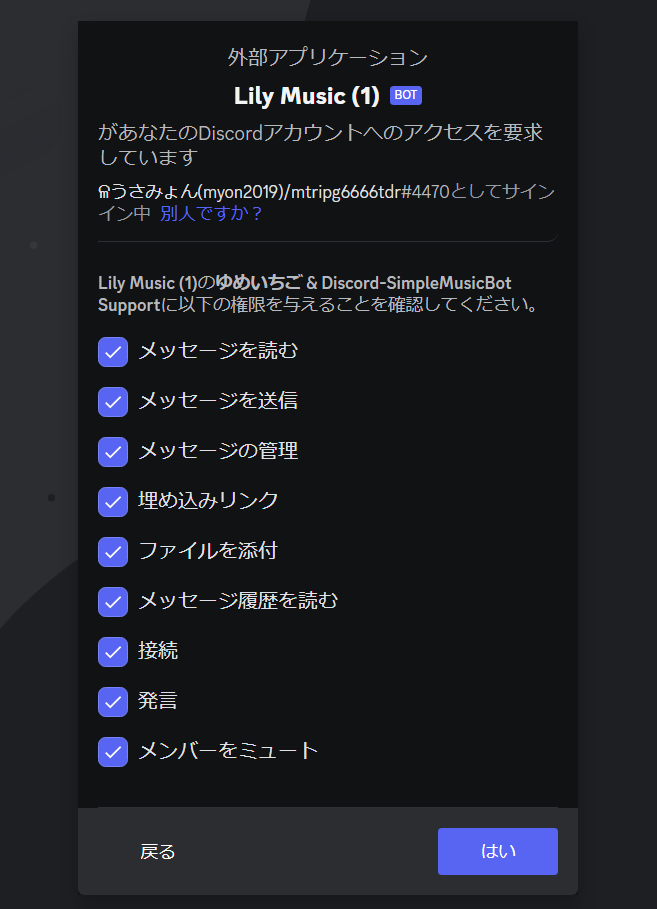 外部アプリケーション
Lily Music (1) BOT
があなたのDiscordアカウントへのアクセスを要求
しています
うさみょん(myon2019)/mtripg6666tdr#4470としてサイン
イン中 別人ですか？
Lily Music (1)のゆめいちご & Discord-SimpleMusicBot
Supportに以下の権限を与えることを確認してください。
メッセージを読む
メッセージを送信
メッセージの管理
埋め込みリンク
ファイルを添付
メッセージ履歴を読む
接続
発言
メンバーをミュート
戻る
はい